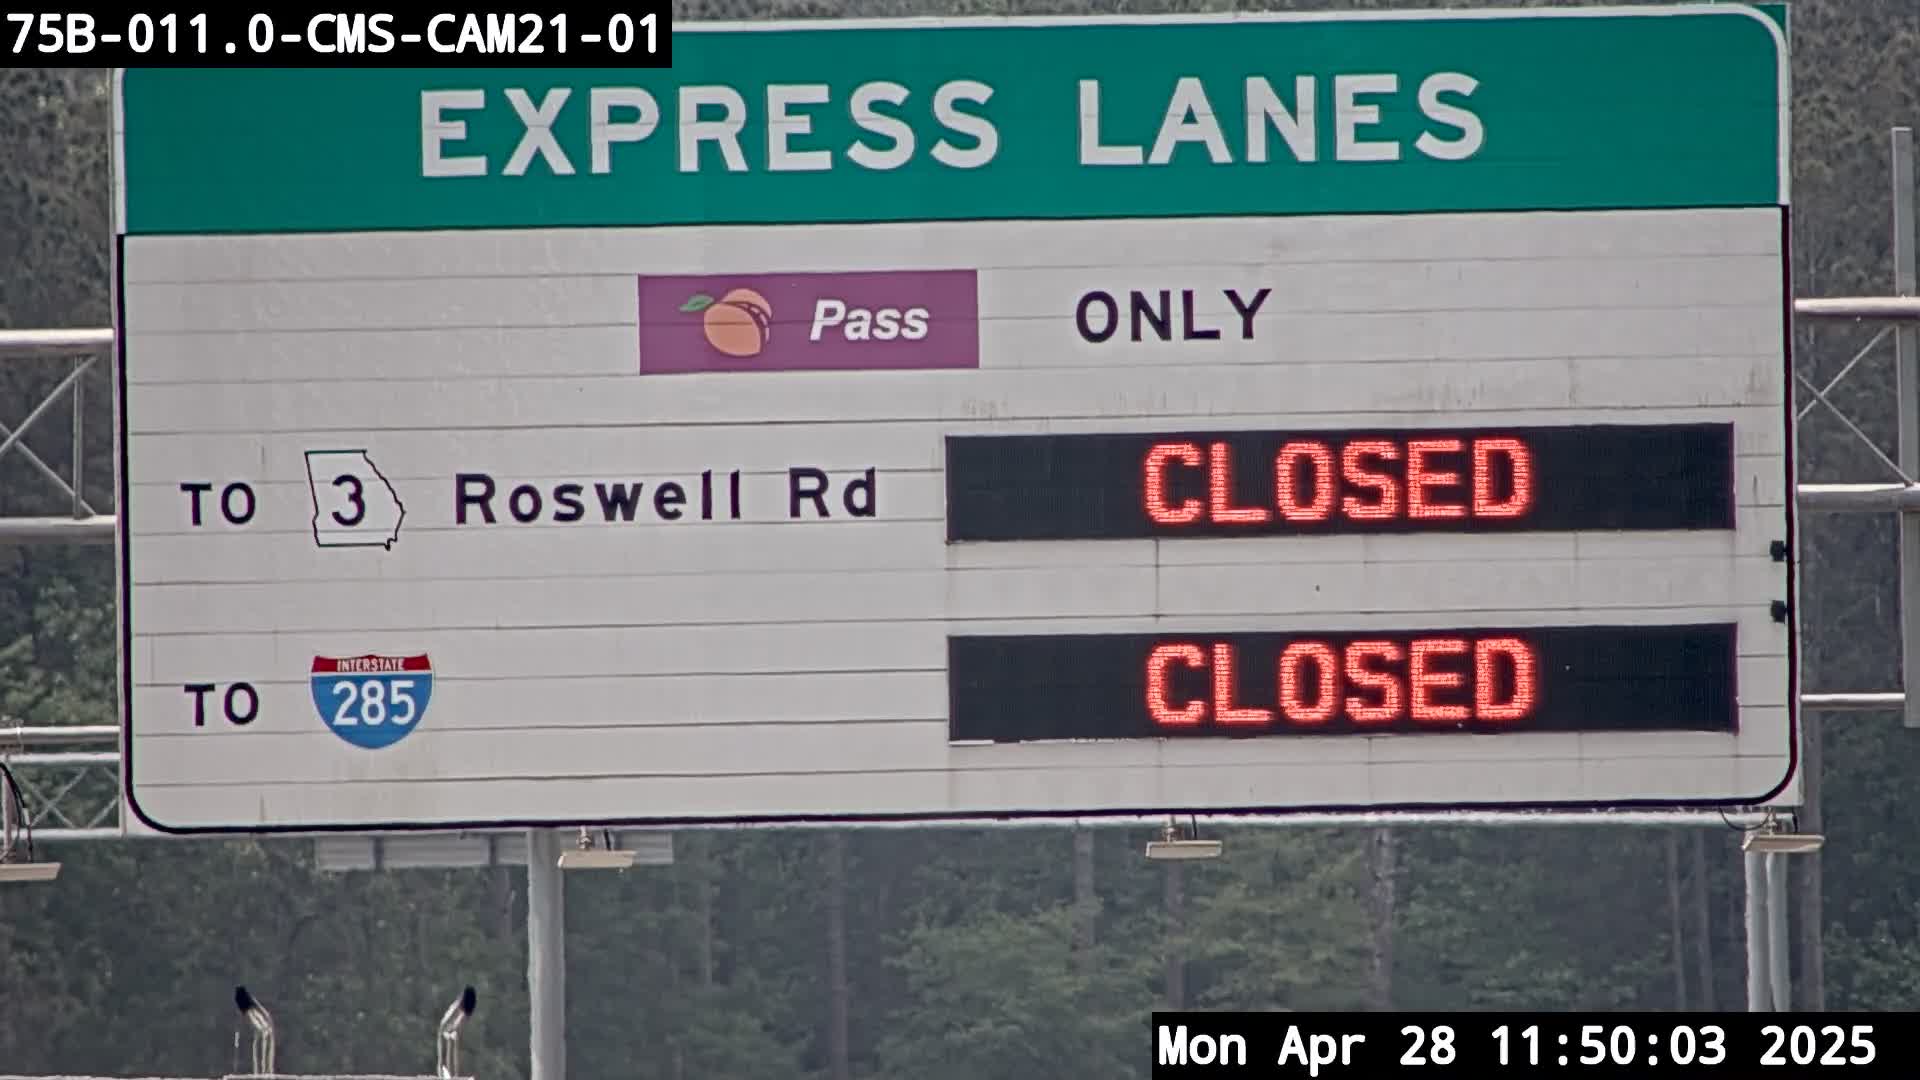 75B-011.0-CMS-CAM21-01
EXPRESS LANES
Pass ONLY
TO 3 Roswell Rd CLOSED
TO INTERSTATE 285 CLOSED
Mon Apr 28 11:50:03 2025